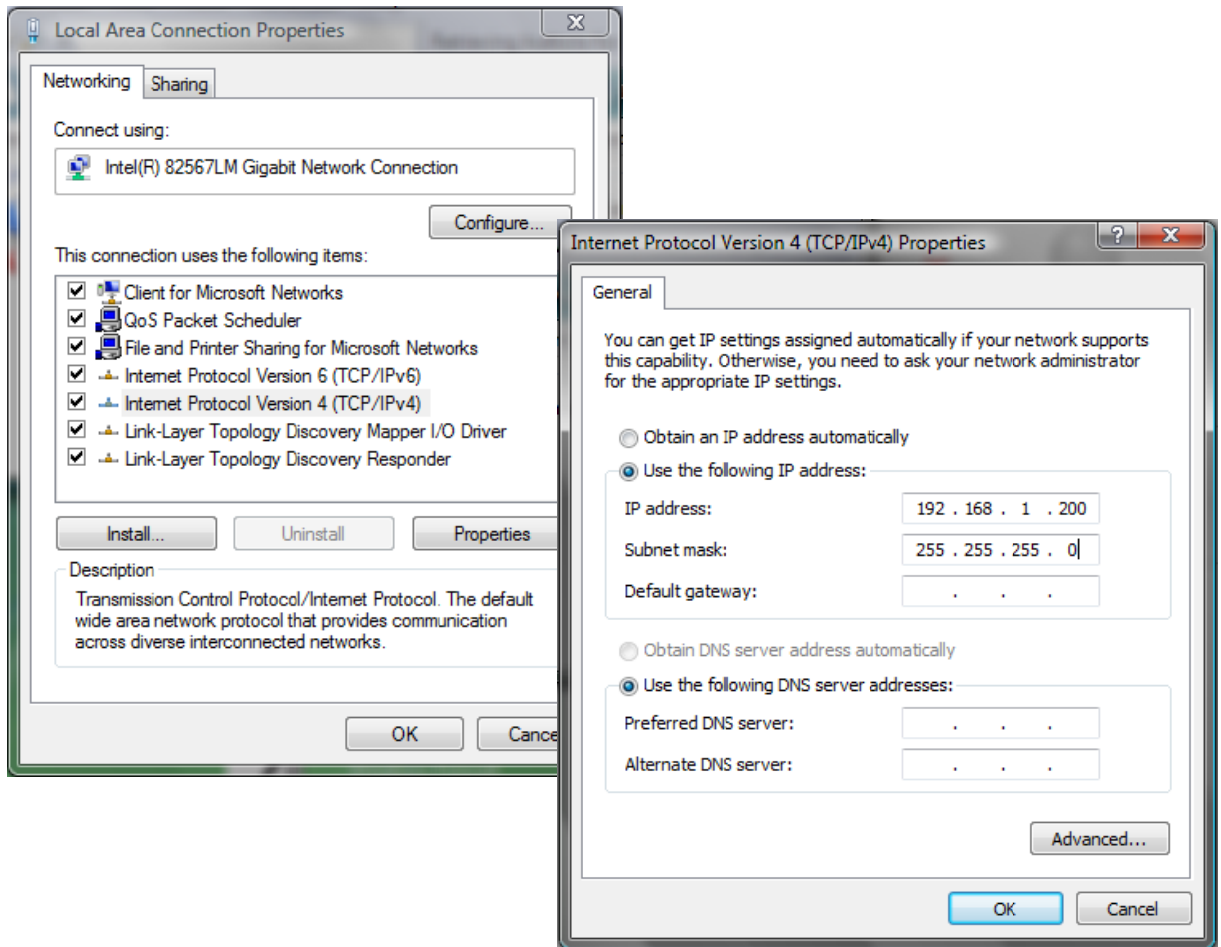 Local Area Connection Properties
Networking
Sharing
Connect using:
Intel(R) 82567LM Gigabit Network Connection
Configure...
This connection uses the following items:
Client for Microsoft Networks
QoS Packet Scheduler
File and Printer Sharing for Microsoft Networks
Internet Protocol Version 6 (TCP/IPv6)
Internet Protocol Version 4 (TCP/IPv4)
Link-Layer Topology Discovery Mapper I/O Driver
Link-Layer Topology Discovery Responder
Install...
Uninstall
Properties
Description
Transmission Control Protocol/Internet Protocol. The default
wide area network protocol that provides communication
across diverse interconnected networks.
OK
Cance
Internet Protocol Version 4 (TCP/IPv4) Properties
?
General
You can get IP settings assigned automatically if your network supports
this capability. Otherwise, you need to ask your network administrator
for the appropriate IP settings.
Obtain an IP address automatically
Use the following IP address:
IP address: 192 . 168 . 1 . 200
Subnet mask: 255 . 255 . 255 . 0
Default gateway: . . .
Obtain DNS server address automatically
Use the following DNS server addresses:
Preferred DNS server: . . .
Alternate DNS server: . . .
Advanced...
OK
Cancel